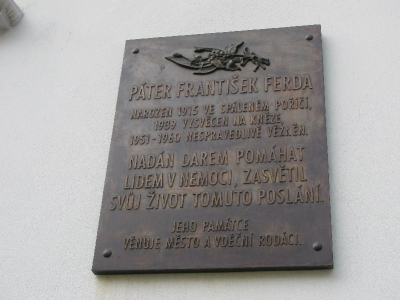 PÁTER FRANTIŠEK FERDA
NAROZEN 1915 VE SPÁLENÉM POŘÍČÍ,
1939 VYSVĚCEN NA KNĚZE,
1951-1960 NESPRAVEDLIVĚ VĚZNĚN.
NADÁN DAREM POMÁHAT
LIDEM V NEMOCI, ZASVĚTIL
SVŮJ ŽIVOT TOMUTO POSLÁNÍ.
JEHO PAMÁTCE
VĚNUJE MĚSTO A VDĚČNÍ RODÁCI.